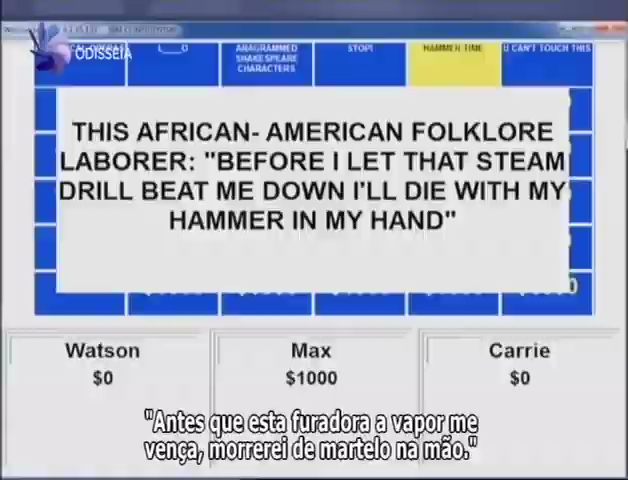 ODISSEIA
ANAGRAMMED
SHAKESPEARE
CHARACTERS
STOP!
HAMMER TIME
U CAN'T TOUCH THIS
THIS AFRICAN- AMERICAN FOLKLORE
LABORER: "BEFORE I LET THAT STEAM
DRILL BEAT ME DOWN I'LL DIE WITH MY
HAMMER IN MY HAND"
Watson
$0
Max
$1000
Carrie
$0
"Antes que esta furadora a vapor me
vença, morrerei de martelo na mão."